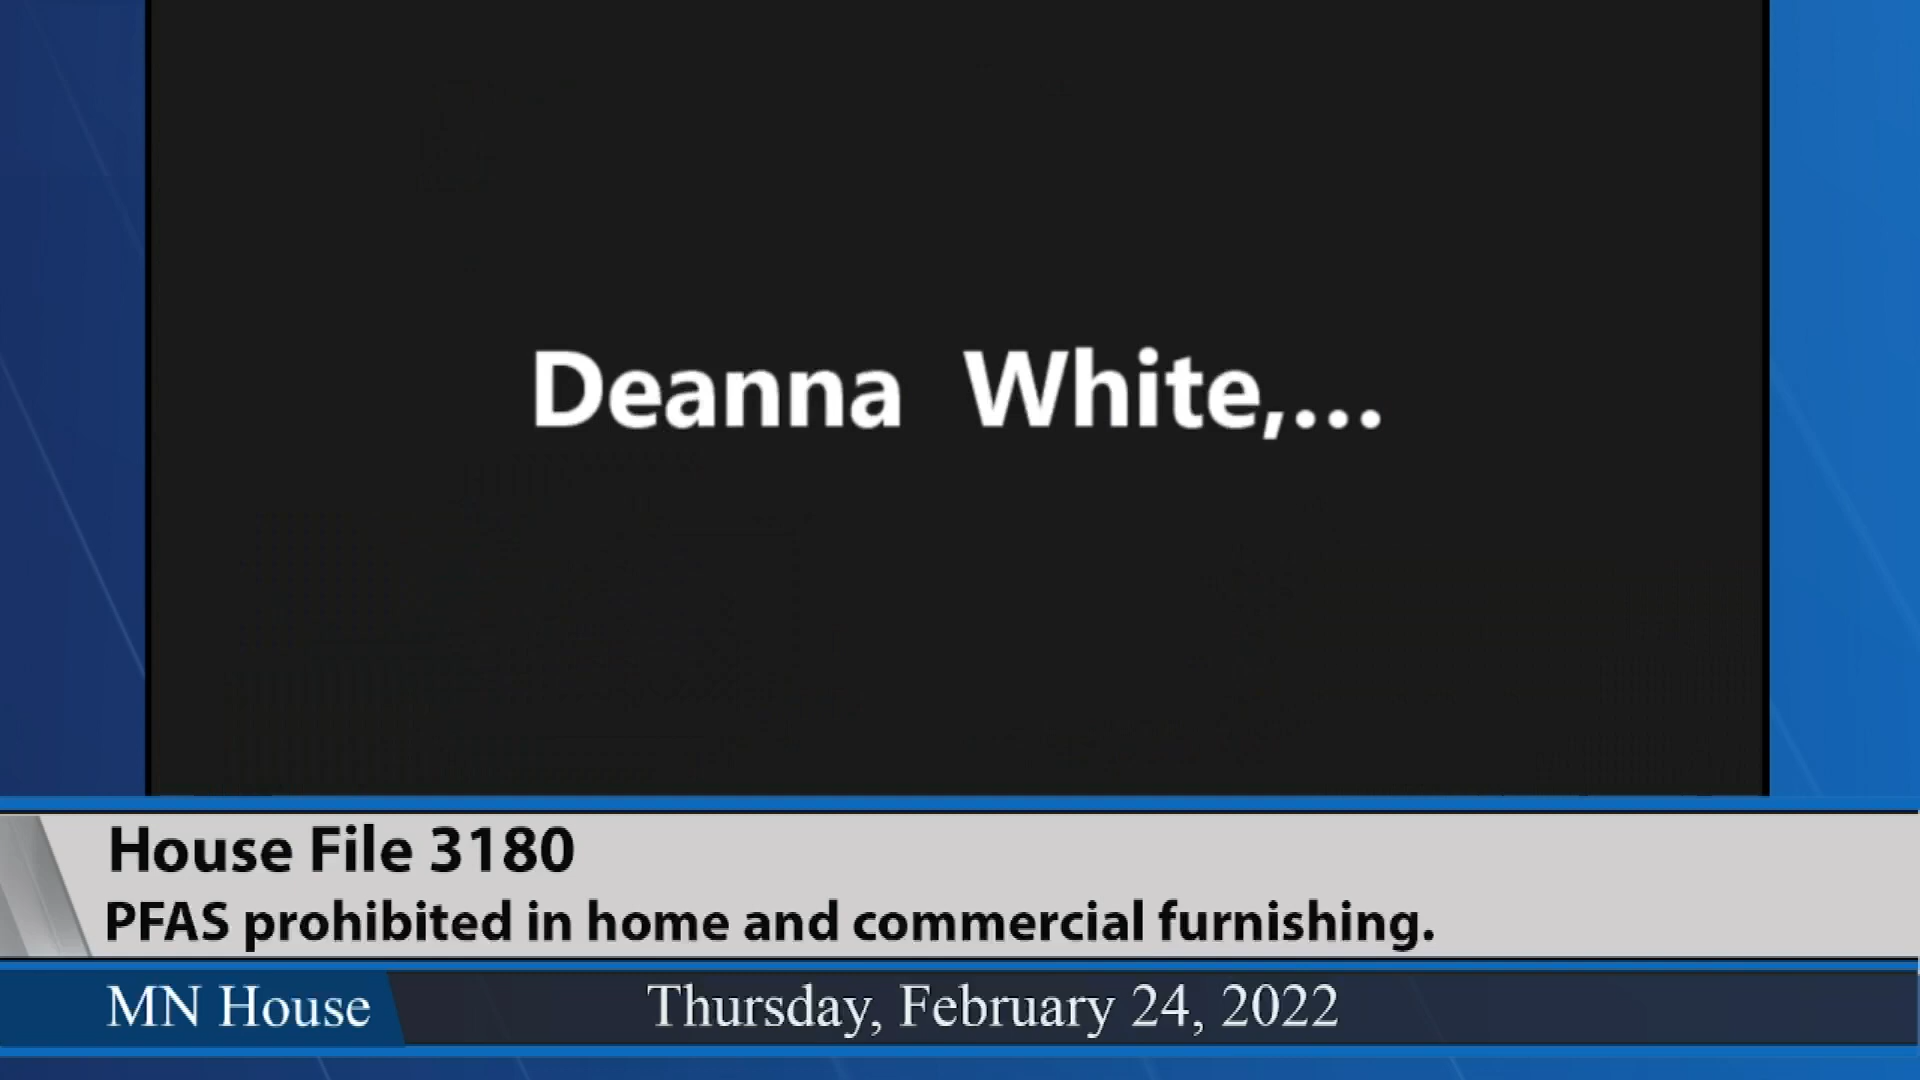 Deanna White,...
House File 3180
PFAS prohibited in home and commercial furnishing.
MN House
Thursday, February 24, 2022